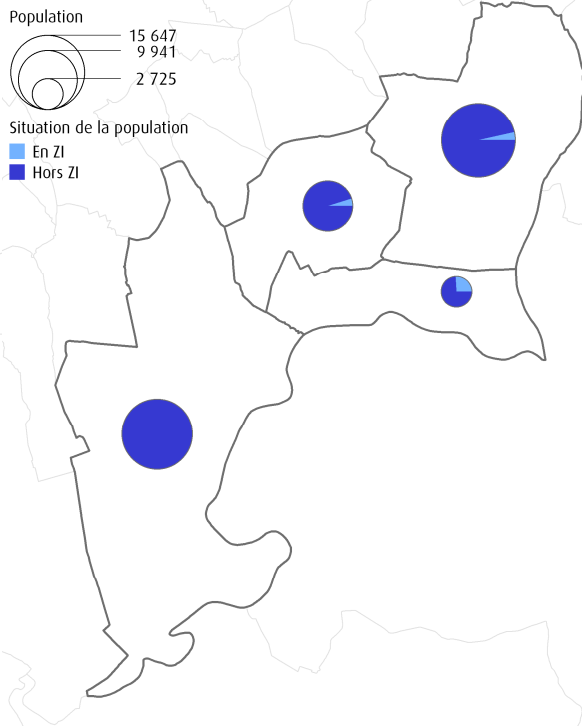 Population
15 647
9 941
2 725
Situation de la population
En ZI
Hors ZI